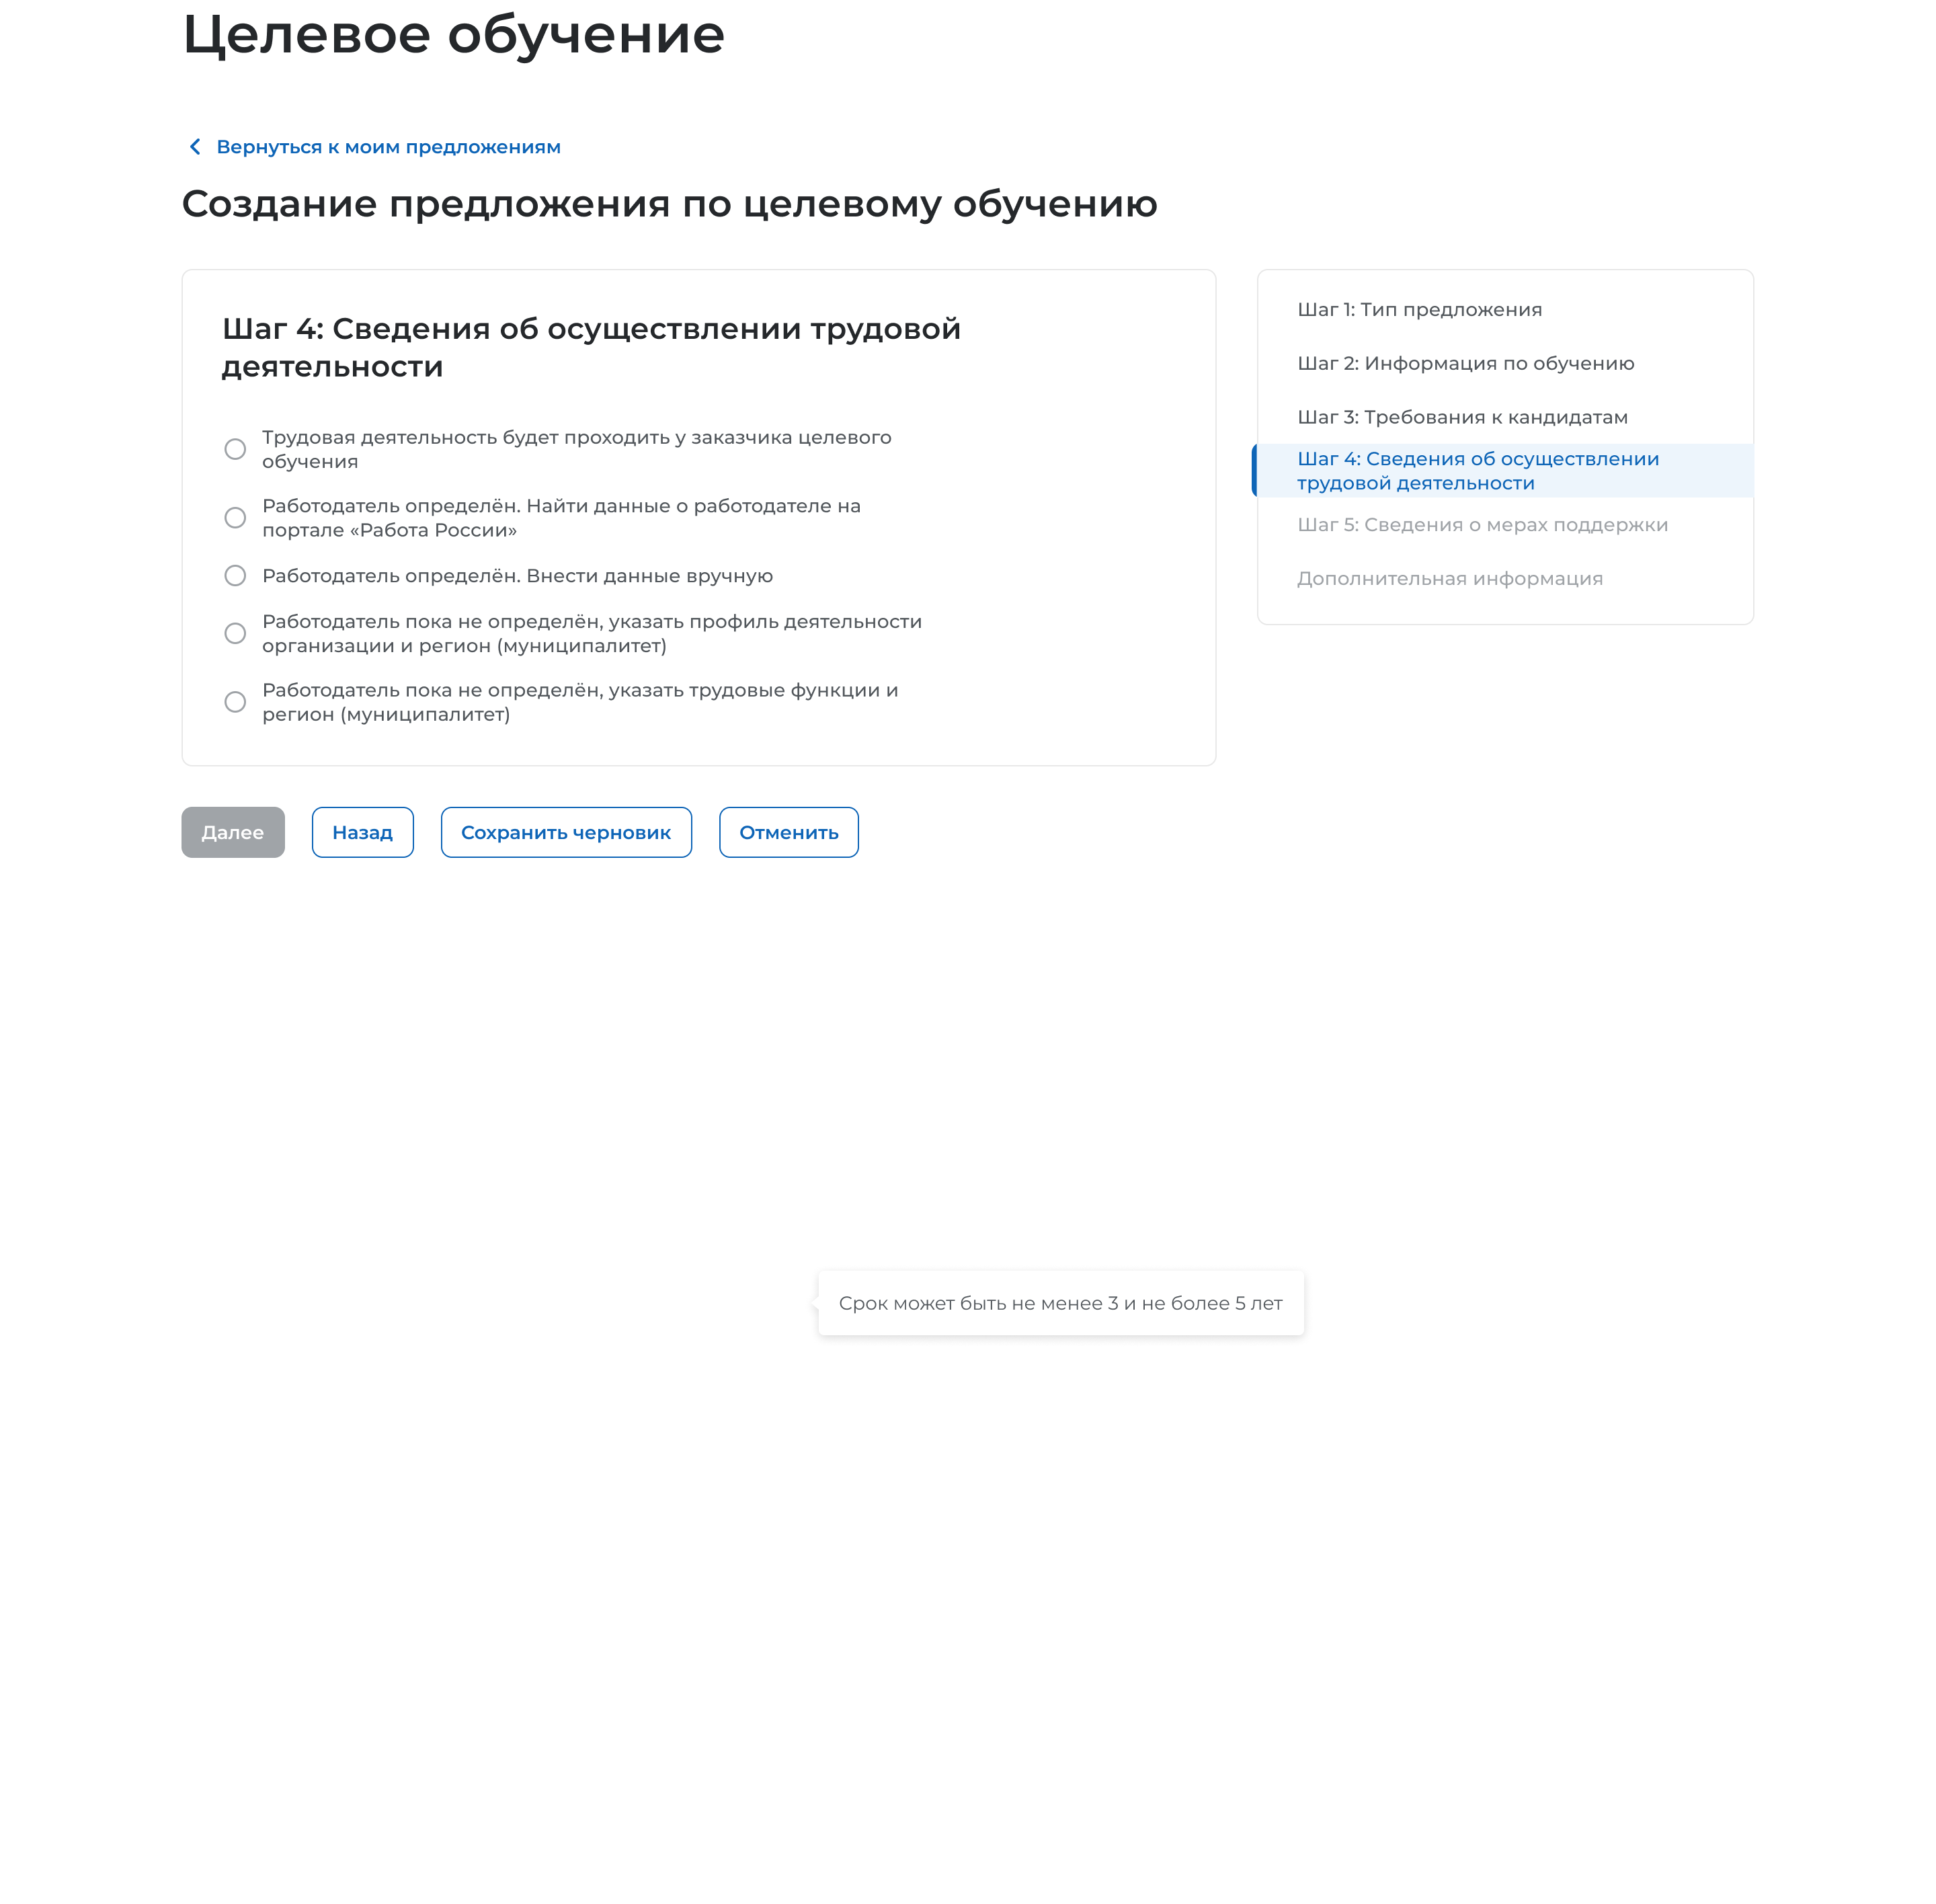 Целевое обучение
Вернуться к моим предложениям
Создание предложения по целевому обучению
Шаг 4: Сведения об осуществлении трудовой
деятельности
Трудовая деятельность будет проходить у заказчика целевого
обучения
Работодатель определён. Найти данные о работодателе на
портале «Работа России»
Работодатель определён. Внести данные вручную
Работодатель пока не определён, указать профиль деятельности
организации и регион (муниципалитет)
Работодатель пока не определён, указать трудовые функции и
регион (муниципалитет)
Шаг 1: Тип предложения
Шаг 2: Информация по обучению
Шаг 3: Требования к кандидатам
Шаг 4: Сведения об осуществлении
трудовой деятельности
Шаг 5: Сведения о мерах поддержки
Дополнительная информация
Далее
Назад
Сохранить черновик
Отменить
Срок может быть не менее 3 и не более 5 лет